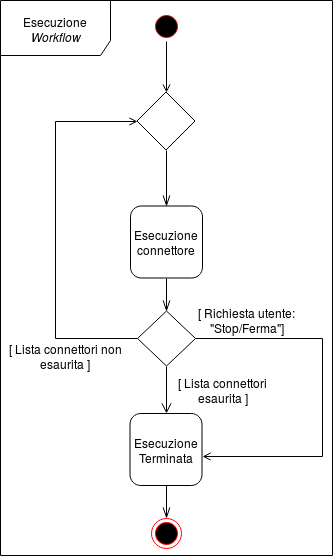 Esecuzione
Workflow
Esecuzione
connettore
[ Richiesta utente:
"Stop/Ferma"]
[ Lista connettori non
esaurita ]
[ Lista connettori
esaurita ]
Esecuzione
Terminata